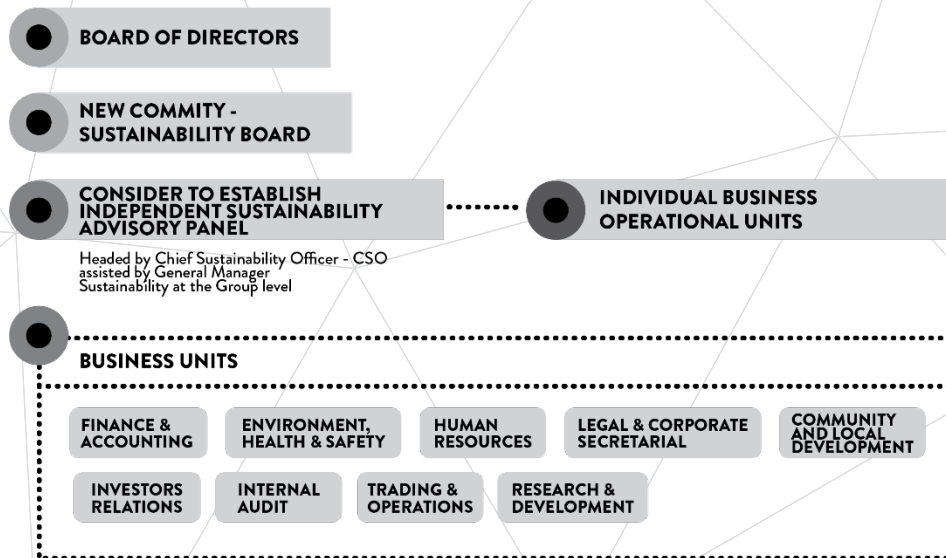 BOARD OF DIRECTORS
NEW COMMITY -
SUSTAINABILITY BOARD
CONSIDER TO ESTABLISH
INDEPENDENT SUSTAINABILITY
ADVISORY PANEL
INDIVIDUAL BUSINESS
OPERATIONAL UNITS
Headed by Chief Sustainability Officer - CSO
assisted by General Manager
Sustainability at the Group level
BUSINESS UNITS
FINANCE &
ACCOUNTING
ENVIRONMENT,
HEALTH & SAFETY
HUMAN
RESOURCES
LEGAL & CORPORATE
SECRETARIAL
COMMUNITY
AND LOCAL
DEVELOPMENT
INVESTORS
RELATIONS
INTERNAL
AUDIT
TRADING &
OPERATIONS
RESEARCH &
DEVELOPMENT